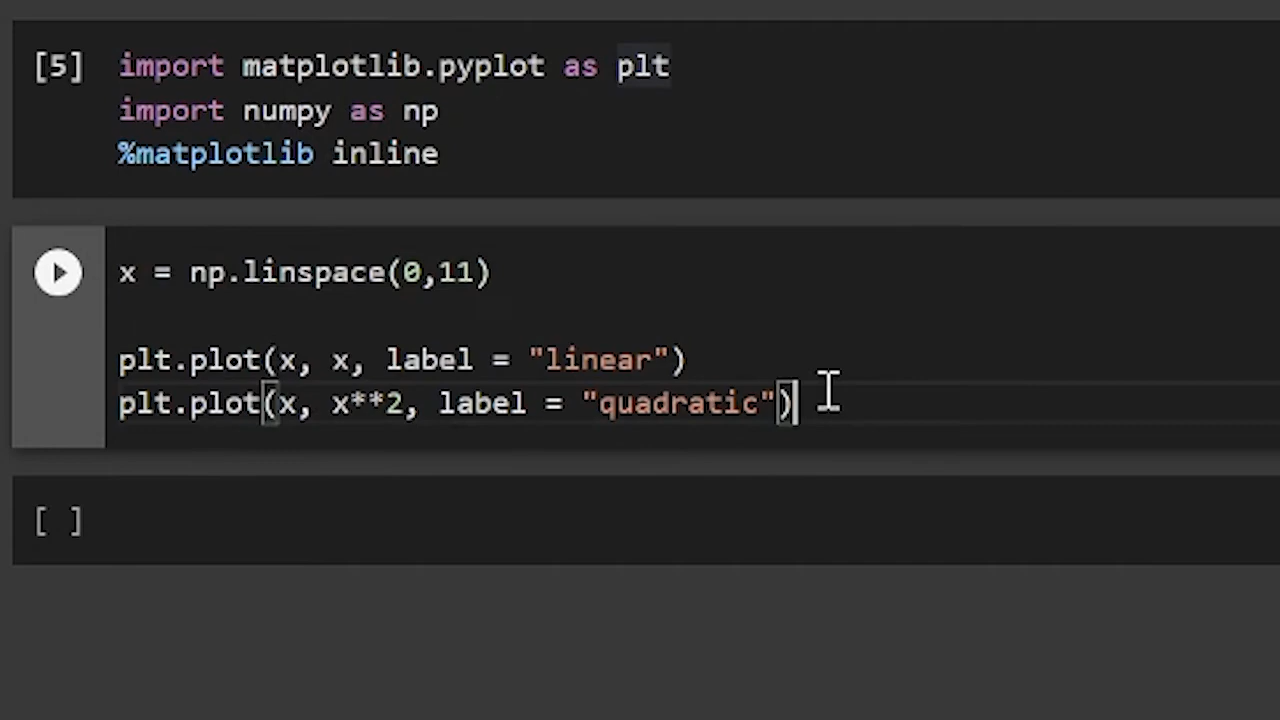 [5] import matplotlib.pyplot as plt
import numpy as np
%matplotlib inline
x = np.linspace(0,11)
plt.plot(x, x, label = "linear")
plt.plot(x, x**2, label = "quadratic")
[ ]